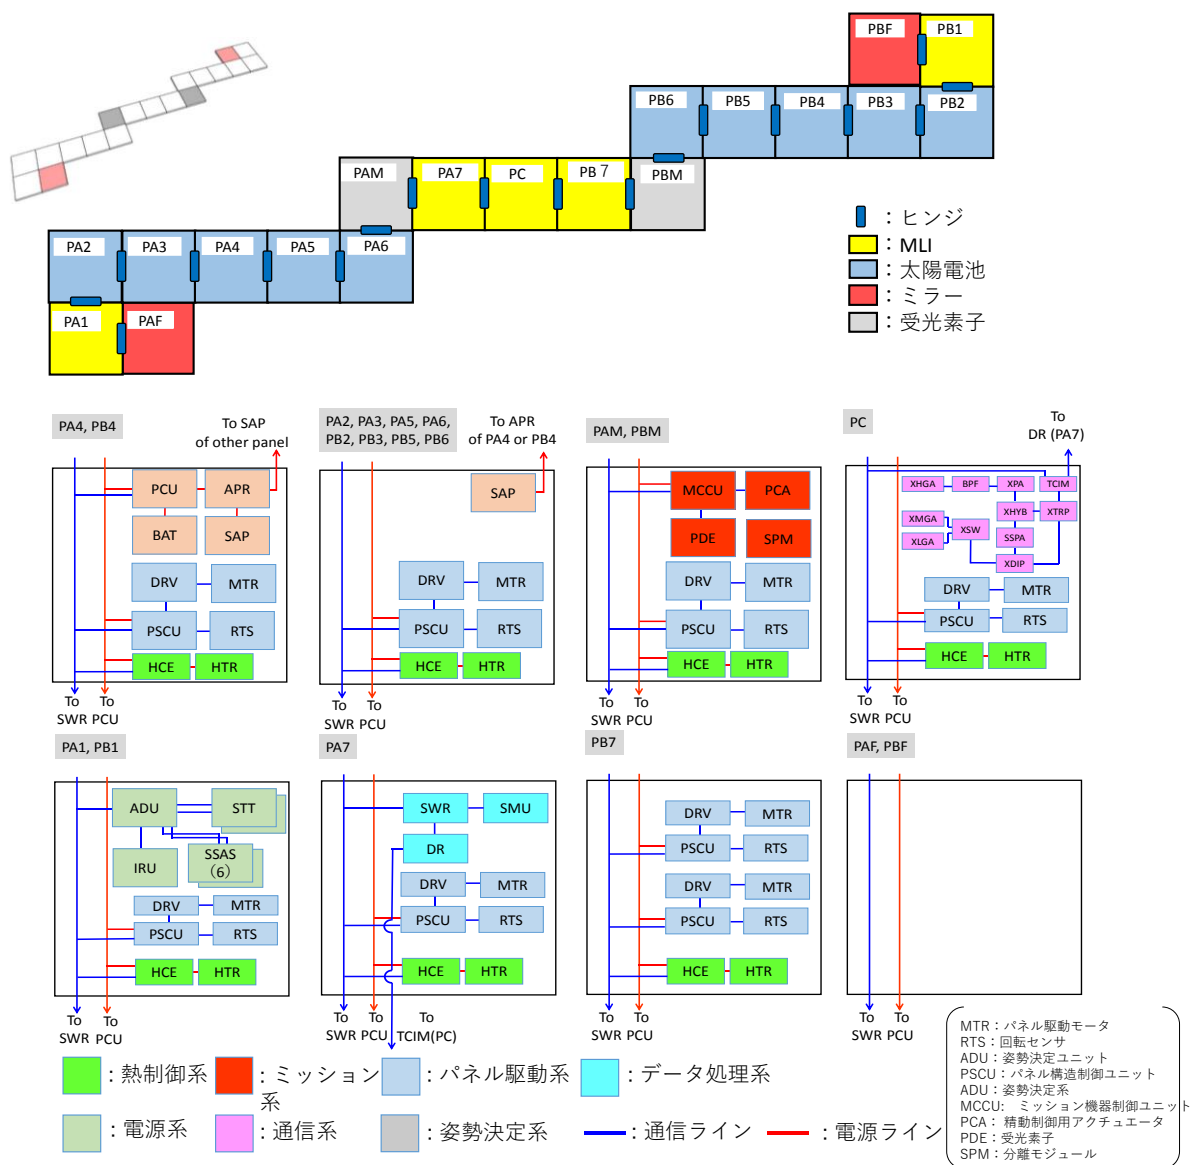 PBF
PB1
PB6
PB5
PB4
PB3
PB2
PAM
PA7
PC
PB７
PBM
PA2
PA3
PA4
PA5
PA6
PA1
PAF
：ヒンジ
：MLI
：太陽電池
：ミラー
：受光素子
PA4, PB4
To SAP
of other panel
PCU
APR
BAT
SAP
DRV
MTR
PSCU
RTS
HCE
HTR
To
SWR
To
PCU
PA2, PA3, PA5, PA6,
PB2, PB3, PB5, PB6
To APR
of PA4 or PB4
SAP
DRV
MTR
PSCU
RTS
HCE
HTR
To
SWR
To
PCU
PAM, PBM
MCCU
PCA
PDE
SPM
DRV
MTR
PSCU
RTS
HCE
HTR
To
SWR
To
PCU
PC
To
DR (PA7)
XHGA
BPF
XPA
TCIM
XMGA
XLGA
XSW
XHYB
XTRP
SSPA
XDIP
DRV
MTR
PSCU
RTS
HCE
HTR
To
SWR
To
PCU
PA1, PB1
ADU
STT
IRU
SSAS
（6）
DRV
MTR
PSCU
RTS
HCE
HTR
To
SWR
To
PCU
PA7
SWR
SMU
DR
DRV
MTR
PSCU
RTS
HCE
HTR
To
SWR
To
PCU
To
TCIM(PC)
PB7
DRV
MTR
PSCU
RTS
DRV
MTR
PSCU
RTS
HCE
HTR
To
SWR
To
PCU
PAF, PBF
To
SWR
To
PCU
：熱制御系
：ミッション
系
：パネル駆動系
：データ処理系
：電源系
：通信系
：姿勢決定系
：通信ライン
：電源ライン
MTR：パネル駆動モータ
RTS：回転センサ
ADU：姿勢決定ユニット
PSCU：パネル構造制御ユニット
ADU：姿勢決定系
MCCU:　ミッション機器制御ユニット
PCA：精動制御用アクチュエータ
PDE：受光素子
SPM：分離モジュール